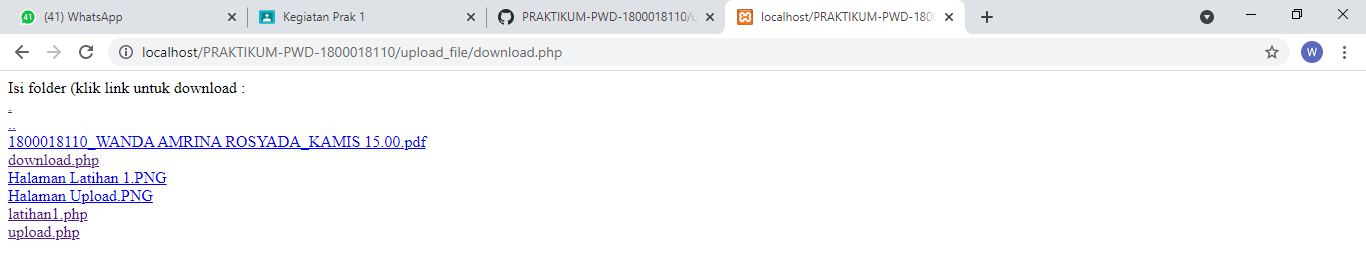 41 (41) WhatsApp
Kegiatan Prak 1
PRAKTIKUM-PWD-1800018110/u
localhost/PRAKTIKUM-PWD-1800
localhost/PRAKTIKUM-PWD-1800018110/upload_file/download.php
W
Isi folder (klik link untuk download :
.
..
1800018110_WANDA AMRINA ROSYADA_KAMIS 15.00.pdf
download.php
Halaman Latihan 1.PNG
Halaman Upload.PNG
latihan1.php
upload.php